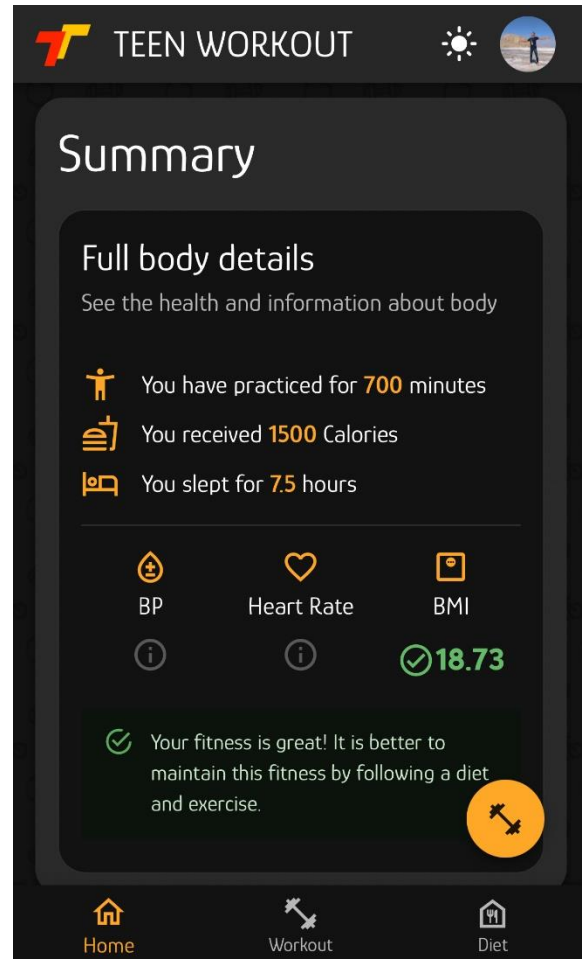 TEEN WORKOUT
Summary
Full body details
See the health and information about body
You have practiced for 700 minutes
You received 1500 Calories
You slept for 7.5 hours
BP Heart Rate BMI
18.73
Your fitness is great! It is better to
maintain this fitness by following a diet
and exercise.
Home Workout Diet